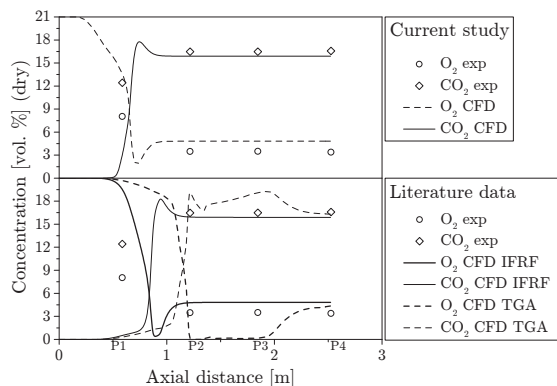 21
18
15
12
9
6
3
0
18
15
12
9
6
3
0
Concentration [vol. %] (dry)
0
P1
1
P2
P3
2
P4
3
Axial distance [m]
Current study
O₂ exp
CO₂ exp
O₂ CFD
CO₂ CFD
Literature data
O₂ exp
CO₂ exp
O₂ CFD IFRF
CO₂ CFD IFRF
O₂ CFD TGA
CO₂ CFD TGA